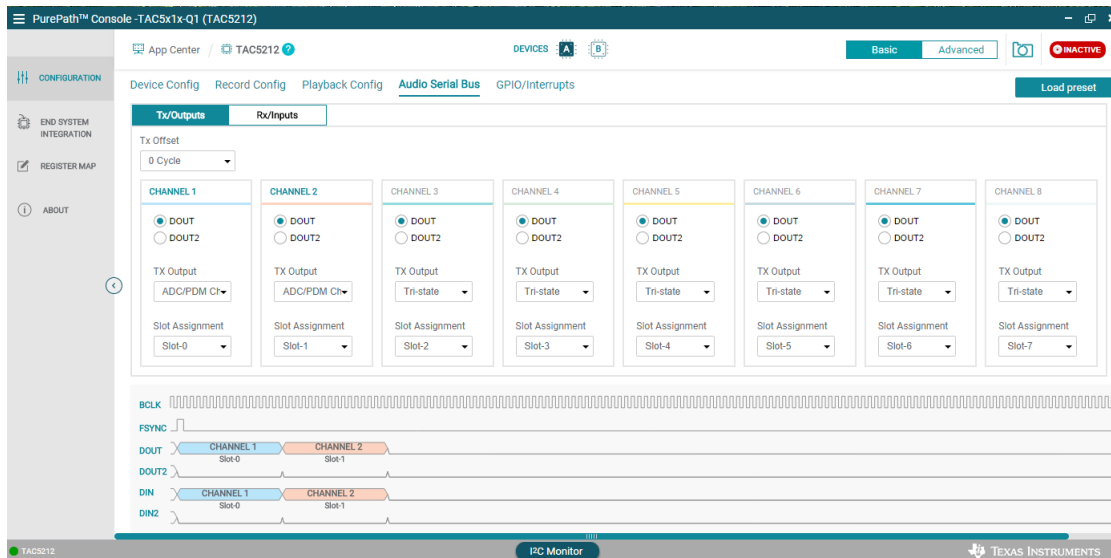 PurePath™ Console -TAC5x1x-Q1 (TAC5212)
App Center / TAC5212 ? DEVICES A B Basic Advanced INACTIVE
CONFIGURATION
END SYSTEM
INTEGRATION
REGISTER MAP
ABOUT
Device Config Record Config Playback Config Audio Serial Bus GPIO/Interrupts Load preset
Tx/Outputs Rx/Inputs
Tx Offset
0 Cycle
CHANNEL 1 CHANNEL 2 CHANNEL 3 CHANNEL 4 CHANNEL 5 CHANNEL 6 CHANNEL 7 CHANNEL 8
DOUT DOUT DOUT DOUT DOUT DOUT DOUT DOUT
DOUT2 DOUT2 DOUT2 DOUT2 DOUT2 DOUT2 DOUT2 DOUT2
TX Output TX Output TX Output TX Output TX Output TX Output TX Output TX Output
ADC/PDM Ch ADC/PDM Ch Tri-state Tri-state Tri-state Tri-state Tri-state Tri-state
Slot Assignment Slot Assignment Slot Assignment Slot Assignment Slot Assignment Slot Assignment Slot Assignment Slot Assignment
Slot-0 Slot-1 Slot-2 Slot-3 Slot-4 Slot-5 Slot-6 Slot-7
BCLK
FSYNC
DOUT CHANNEL 1 CHANNEL 2
Slot-0 Slot-1
DOUT2
DIN CHANNEL 1 CHANNEL 2
Slot-0 Slot-1
DIN2
TAC5212 I²C Monitor TEXAS INSTRUMENTS